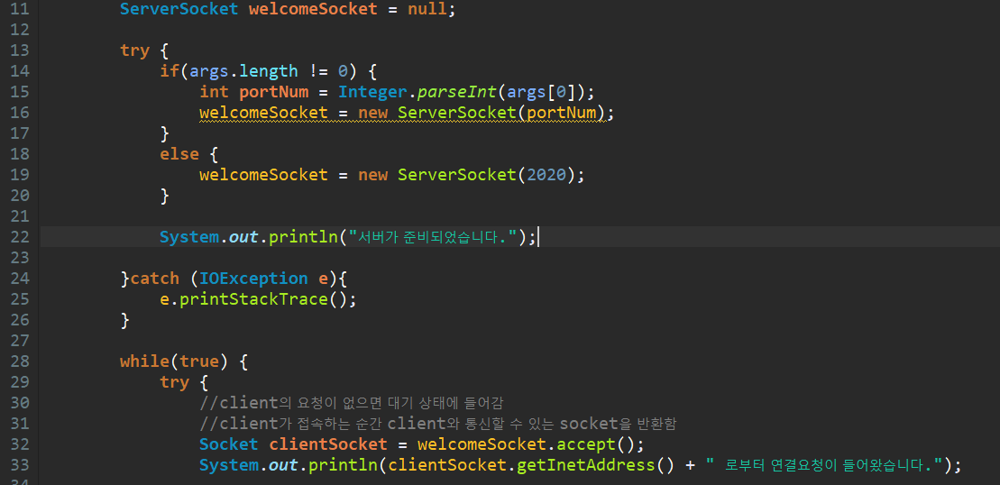 11 ServerSocket welcomeSocket = null;
12
13 try {
14 if(args.length != 0) {
15 int portNum = Integer.parseInt(args[0]);
16 welcomeSocket = new ServerSocket(portNum);
17 }
18 else {
19 welcomeSocket = new ServerSocket(2020);
20 }
21
22 System.out.println("서버가 준비되었습니다.");
23
24 }catch (IOException e){
25 e.printStackTrace();
26 }
27
28 while(true) {
29 try {
30 //client의 요청이 없으면 대기 상태에 들어감
31 //client가 접속하는 순간 client와 통신할 수 있는 socket을 반환함
32 Socket clientSocket = welcomeSocket.accept();
33 System.out.println(clientSocket.getInetAddress() + " 로부터 연결요청이 들어왔습니다.");
34